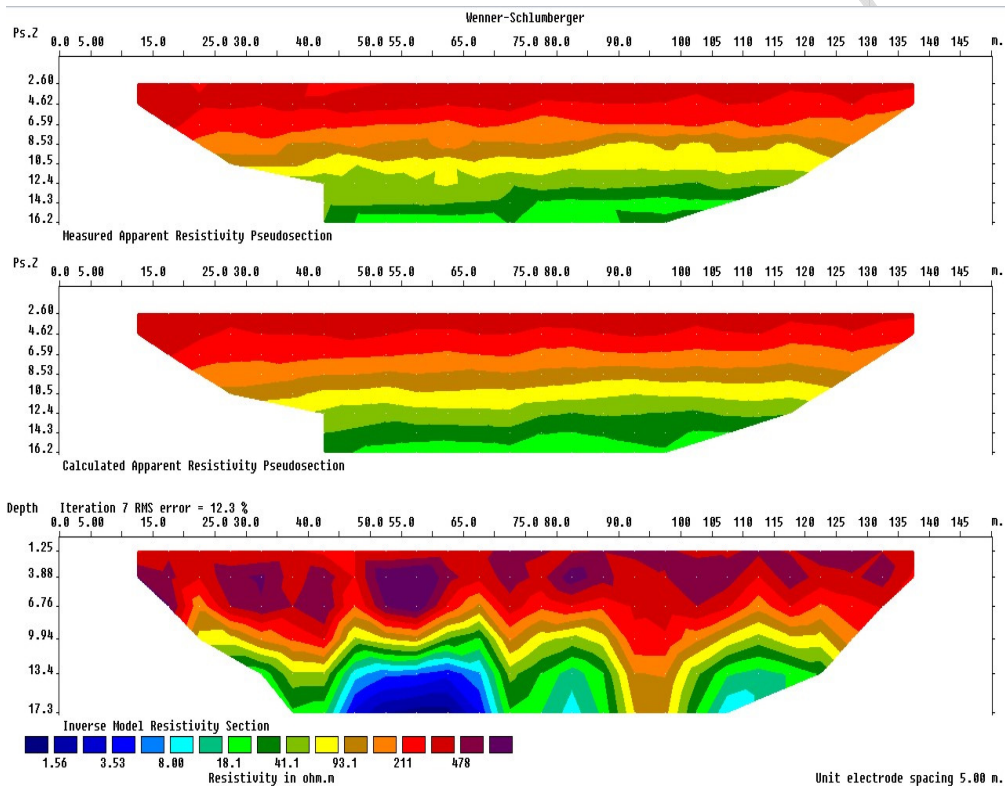 Wenner-Schlumberger
Ps.Z 0.0 5.00 15.0 25.0 30.0 40.0 50.0 55.0 65.0 75.0 80.0 90.0 100 105 115 125 130 140 145 m.
2.60
4.62
6.59
8.53
10.5
12.4
14.3
16.2
Measured Apparent Resistivity Pseudosection
Ps.Z 0.0 5.00 15.0 25.0 30.0 40.0 50.0 55.0 65.0 75.0 80.0 90.0 100 105 115 125 130 140 145 m.
2.60
4.62
6.59
8.53
10.5
12.4
14.3
16.2
Calculated Apparent Resistivity Pseudosection
Depth Iteration 7 RMS error = 12.3 %
0.0 5.00 15.0 25.0 30.0 40.0 50.0 55.0 65.0 75.0 80.0 90.0 100 105 115 125 130 140 145 m.
1.25
3.88
6.76
9.94
13.4
17.3
Inverse Model Resistivity Section
1.56 3.53 8.00 18.1 41.1 93.1 211 478
Resistivity in ohm.m
Unit electrode spacing 5.00 m.